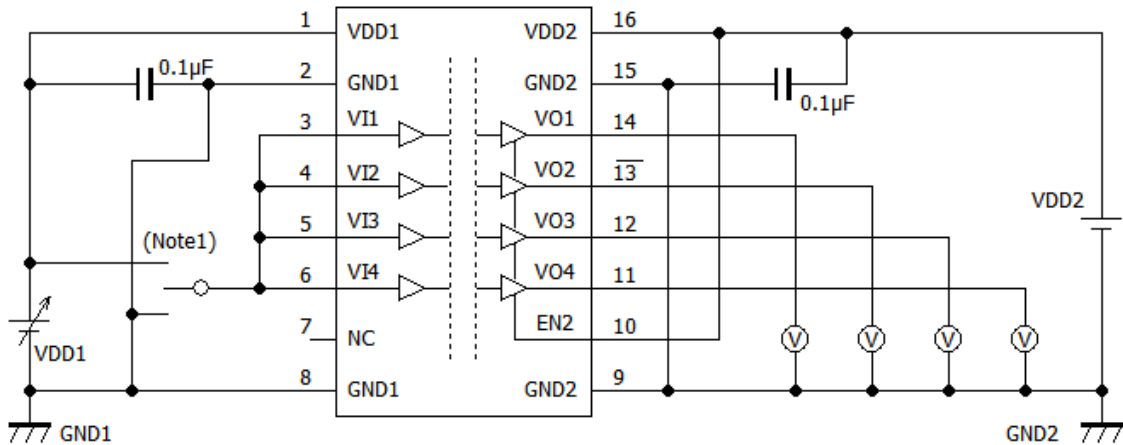 1 VDD1 VDD2 16
0.1µF 2 GND1 GND2 15
0.1µF
3 VI1 VO1 14
4 VI2 VO2 1̅3̅
5 VI3 VO3 12
VDD2
(Note1)
6 VI4 VO4 11
7 NC EN2 10
V V V V
VDD1
8 GND1 GND2 9
GND1 GND2